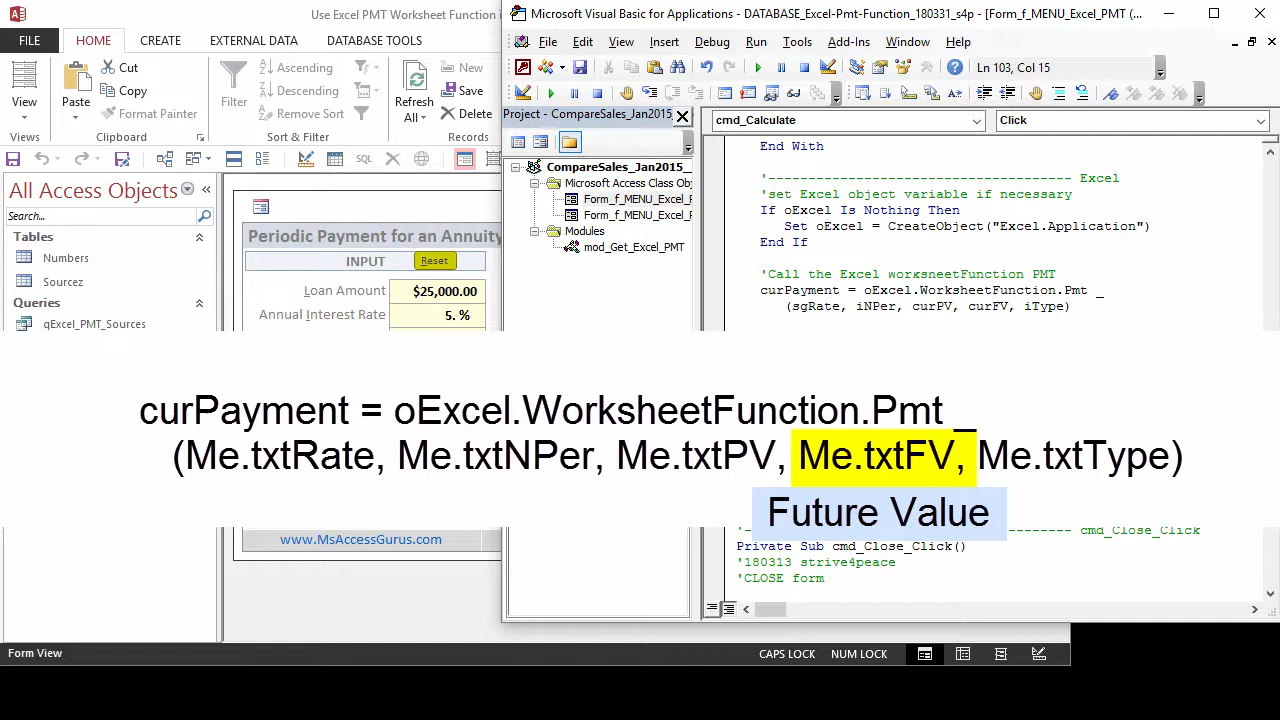 Use Excel PMT Worksheet Function i
FILE
HOME
CREATE
EXTERNAL DATA
DATABASE TOOLS
View
Views
Paste
Cut
Copy
Format Painter
Clipboard
Filter
Ascending
Descending
Remove Sort
Sort & Filter
Refresh
All
New
Save
Delete
Records
SQL
All Access Objects
Search...
Tables
Numbers
Sourcez
Queries
qExcel_PMT_Sources
Periodic Payment for an Annuity
INPUT
Reset
Loan Amount
$25,000.00
Annual Interest Rate
5. %
www.MsAccessGurus.com
Form View
CAPS LOCK
NUM LOCK
Microsoft Visual Basic for Applications - DATABASE_Excel-Pmt-Function_180331_s4p - [Form_f_MENU_Excel_PMT (...
File Edit View Insert Debug Run Tools Add-Ins Window Help
Ln 103, Col 15
Project - CompareSales_Jan2015_
CompareSales_Jan2015_
Microsoft Access Class Obj
Form_f_MENU_Excel_F
Form_f_MENU_Excel_F
Modules
mod_Get_Excel_PMT
cmd_Calculate
Click
End With
'--------------------------------------- Excel
'set Excel object variable if necessary
If oExcel Is Nothing Then
Set oExcel = CreateObject("Excel.Application")
End If
'Call the Excel worksheetFunction PMT
curPayment = oExcel.WorksheetFunction.Pmt _
(sgRate, iNPer, curPV, curFV, iType)
curPayment = oExcel.WorksheetFunction.Pmt _
(Me.txtRate, Me.txtNPer, Me.txtPV, Me.txtFV, Me.txtType)
Future Value
cmd_Close_Click
Private Sub cmd_Close_Click()
'180313 strive4peace
'CLOSE form